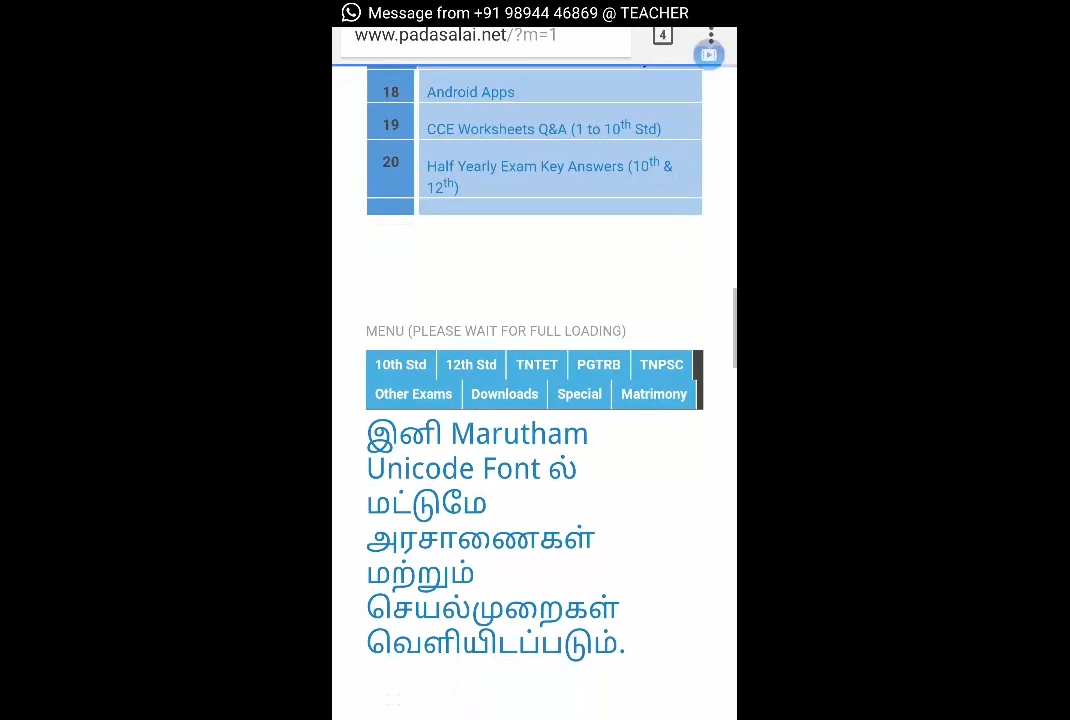 Message from +91 98944 46869 @ TEACHER
www.padasalai.net/?m=1
4
18 Android Apps
19 CCE Worksheets Q&A (1 to 10th Std)
20 Half Yearly Exam Key Answers (10th &
12th)
MENU (PLEASE WAIT FOR FULL LOADING)
10th Std 12th Std TNTET PGTRB TNPSC
Other Exams Downloads Special Matrimony
இனி Marutham
Unicode Font ல்
மட்டுமே
அரசாணைகள்
மற்றும்
செயல்முறைகள்
வெளியிடப்படும்.